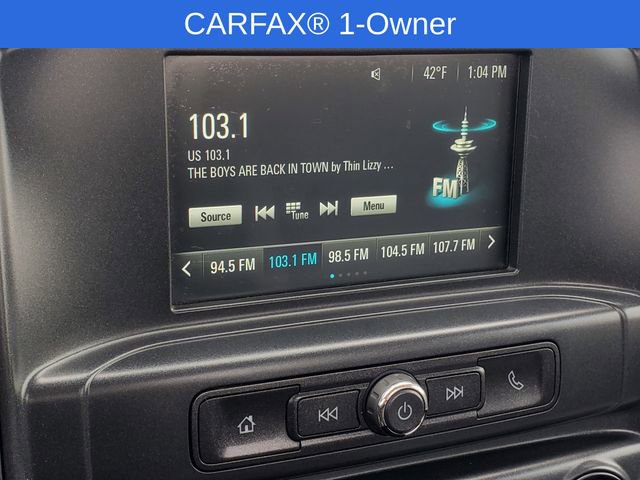 CARFAX® 1-Owner
42°F 1:04 PM
103.1
US 103.1
THE BOYS ARE BACK IN TOWN by Thin Lizzy ...
FM
Source Tune Menu
94.5 FM 103.1 FM 98.5 FM 104.5 FM 107.7 FM